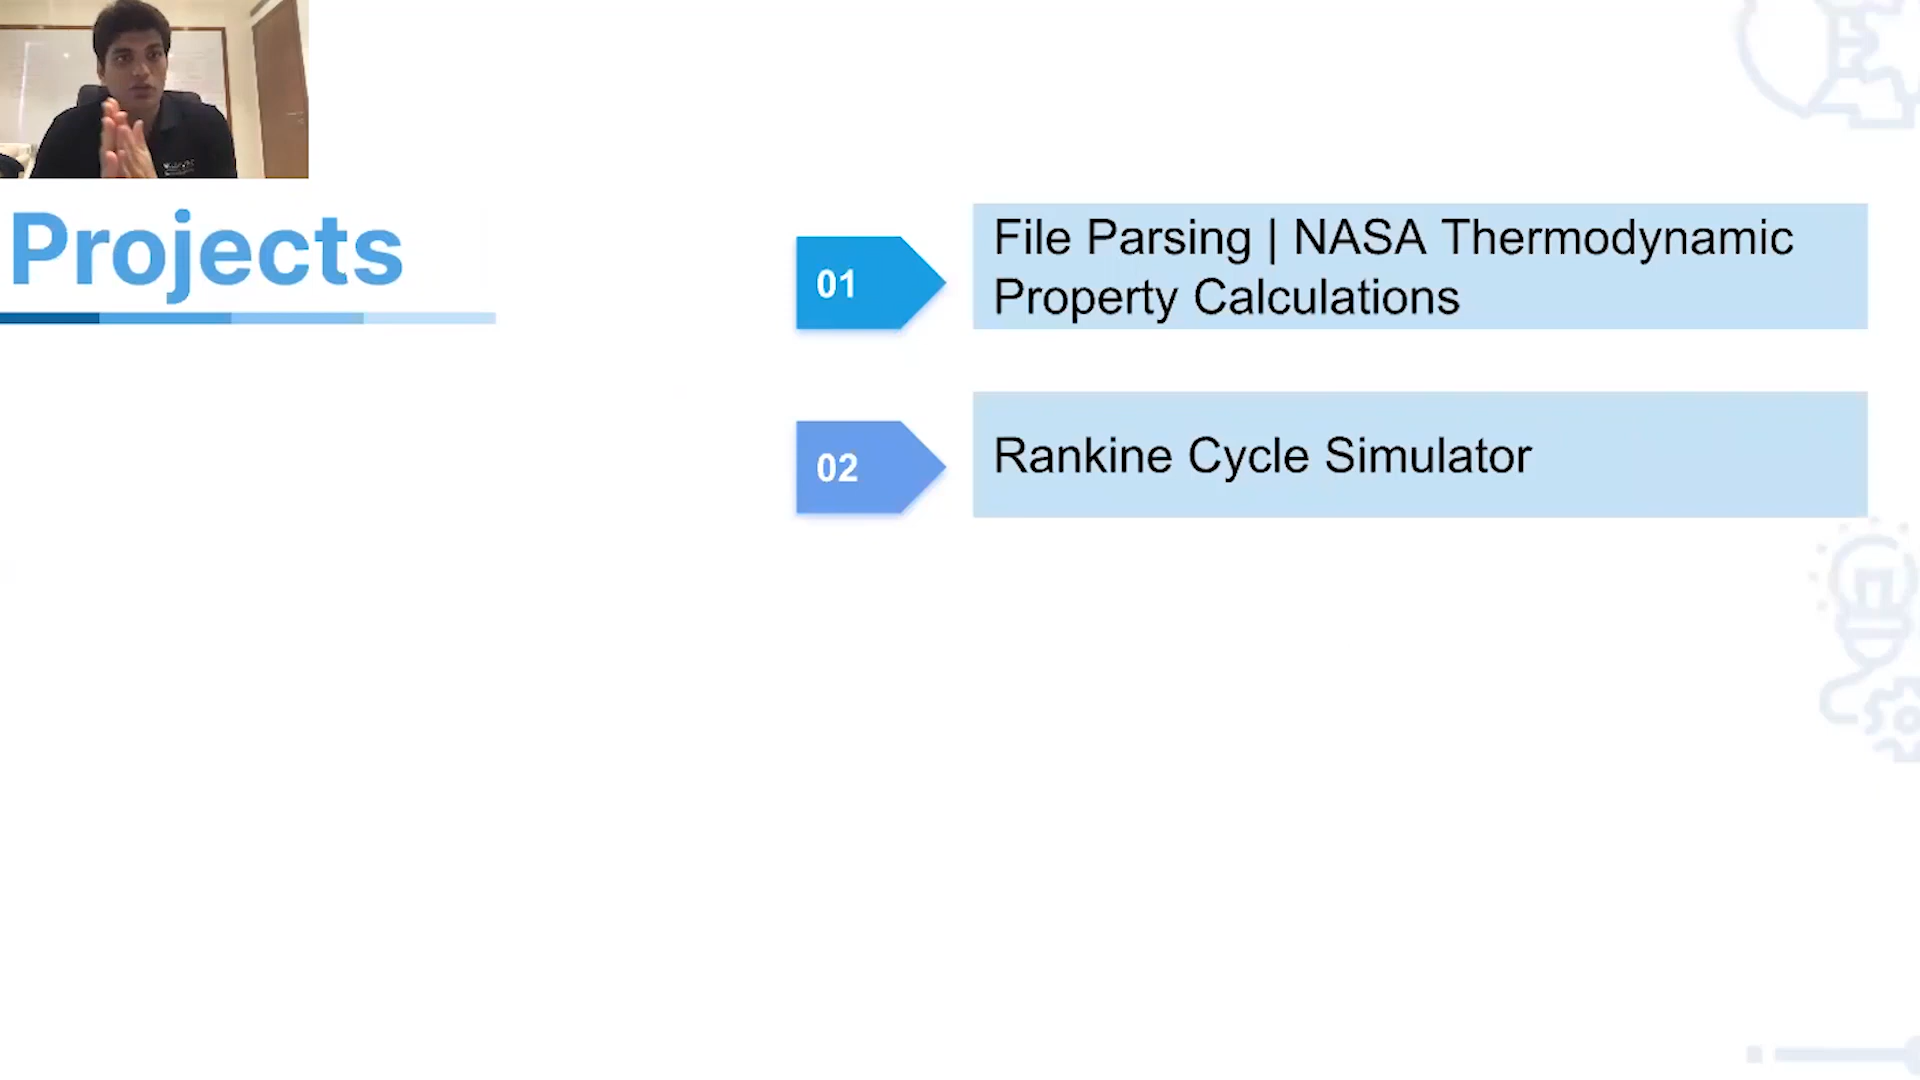 Projects
01
File Parsing | NASA Thermodynamic
Property Calculations
02
Rankine Cycle Simulator